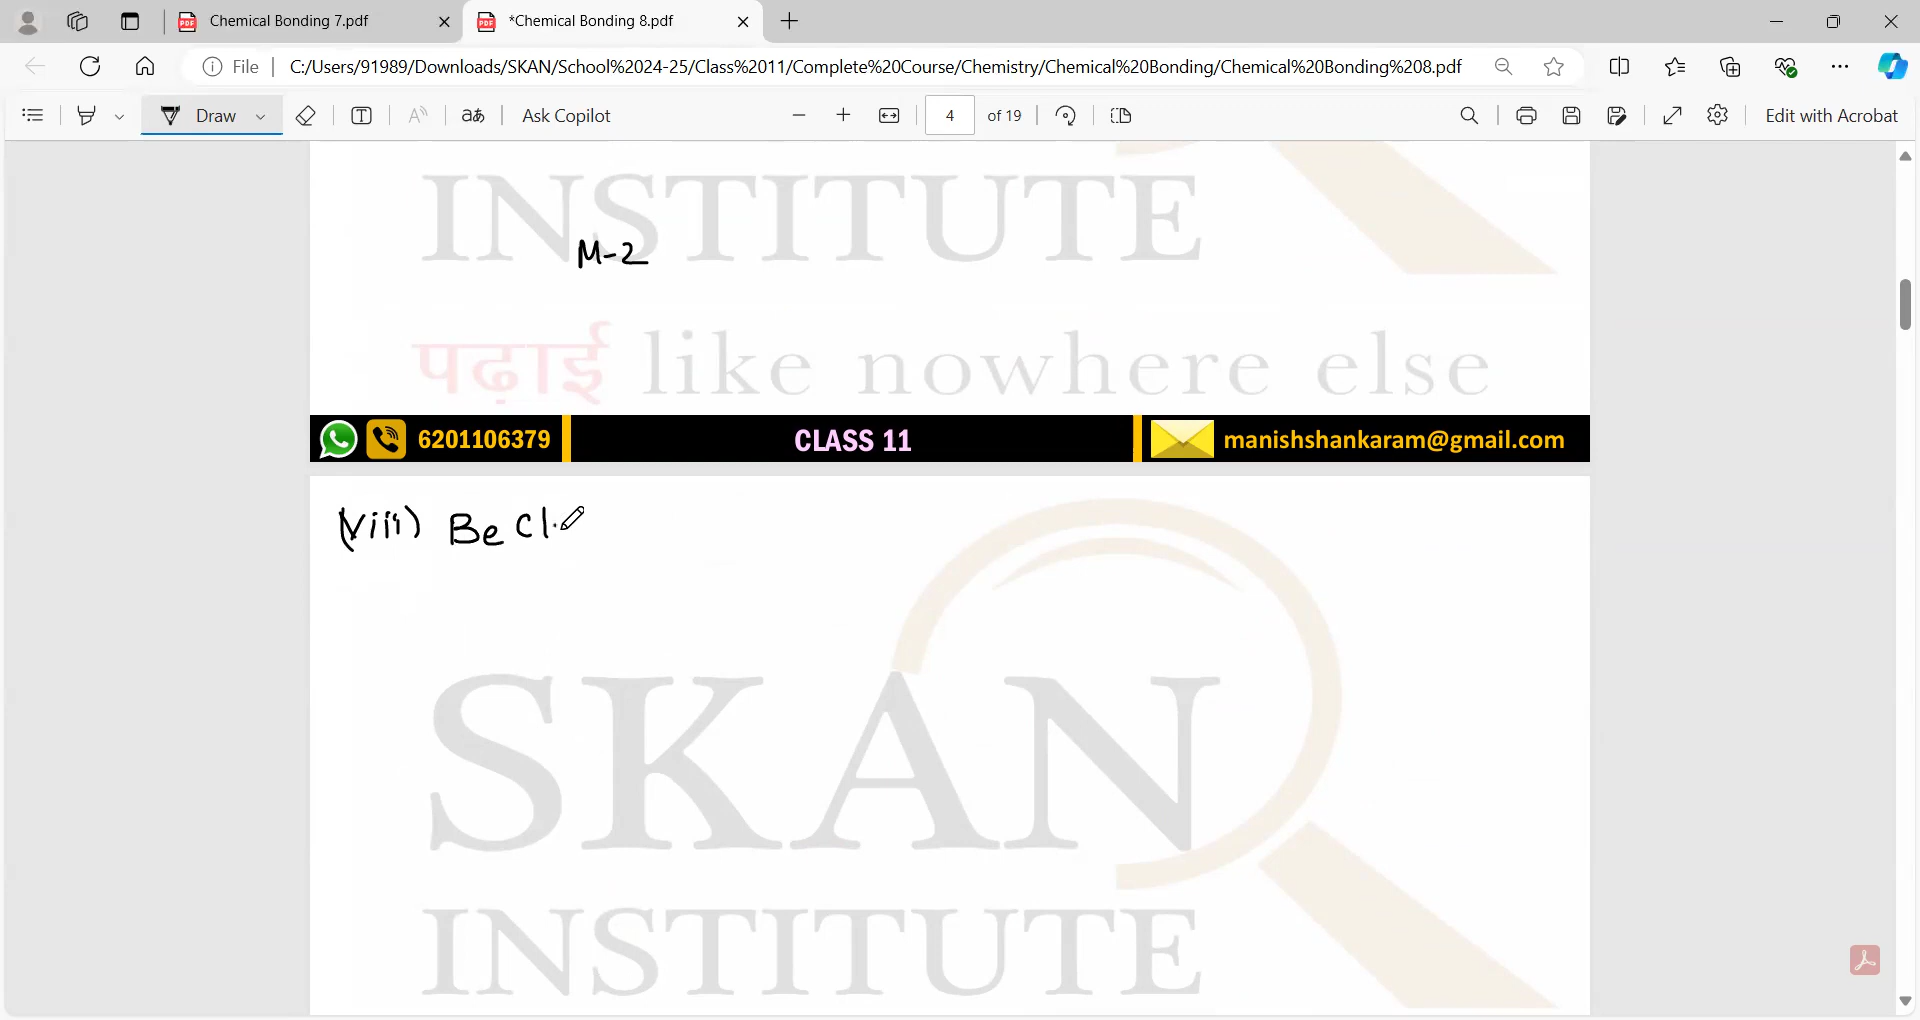 Chemical Bonding 7.pdf
*Chemical Bonding 8.pdf
File C:/Users/91989/Downloads/SKAN/School%2024-25/Class%2011/Complete%20Course/Chemistry/Chemical%20Bonding/Chemical%20Bonding%208.pdf
Draw T aあ Ask Copilot 4 of 19 Edit with Acrobat
INSTITUTE
M-2
पढ़ाई like nowhere else
6201106379 CLASS 11 manishshankaram@gmail.com
(viii) BeCl
SKAN
INSTITUTE